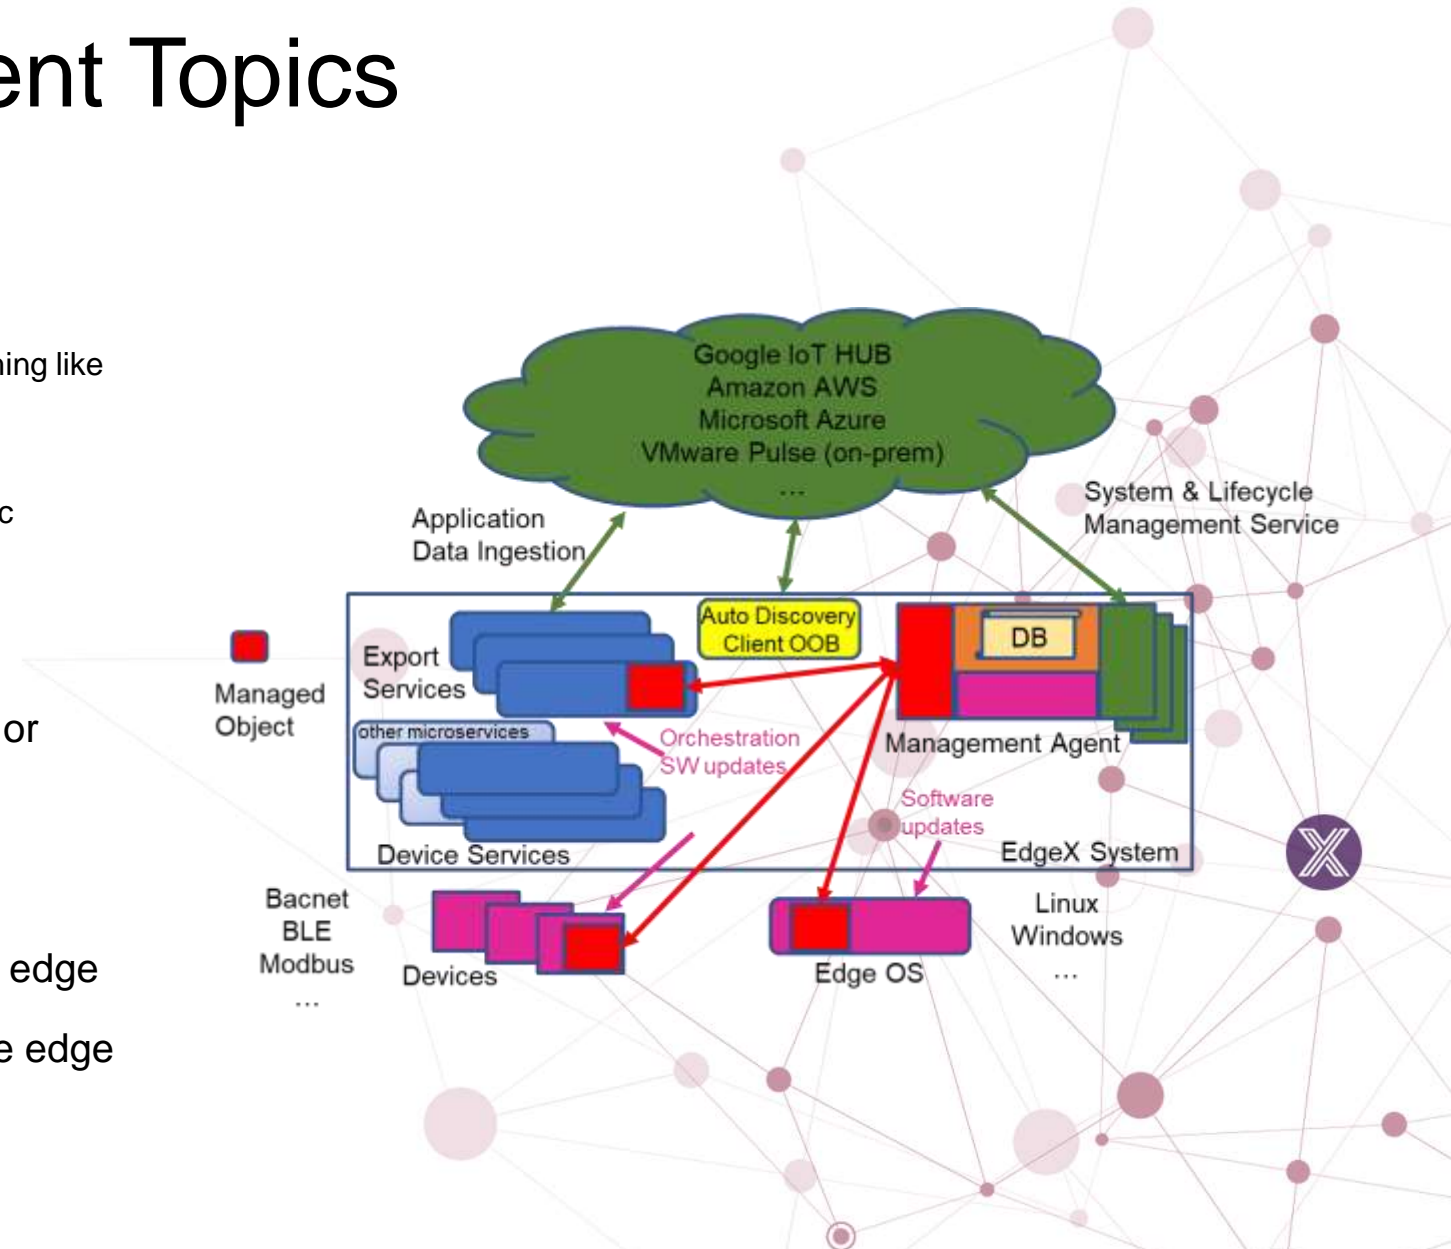 ent Topics
ning like
c
or
edge
e edge
Google IoT HUB
Amazon AWS
Microsoft Azure
VMware Pulse (on-prem)
...
System & Lifecycle
Management Service
Application
Data Ingestion
Auto Discovery
Client OOB
DB
Export
Services
Managed
Object
other microservices
Orchestration
SW updates
Management Agent
Software
updates
Device Services
EdgeX System
Bacnet
BLE
Modbus
...
Devices
Edge OS
Linux
Windows
...